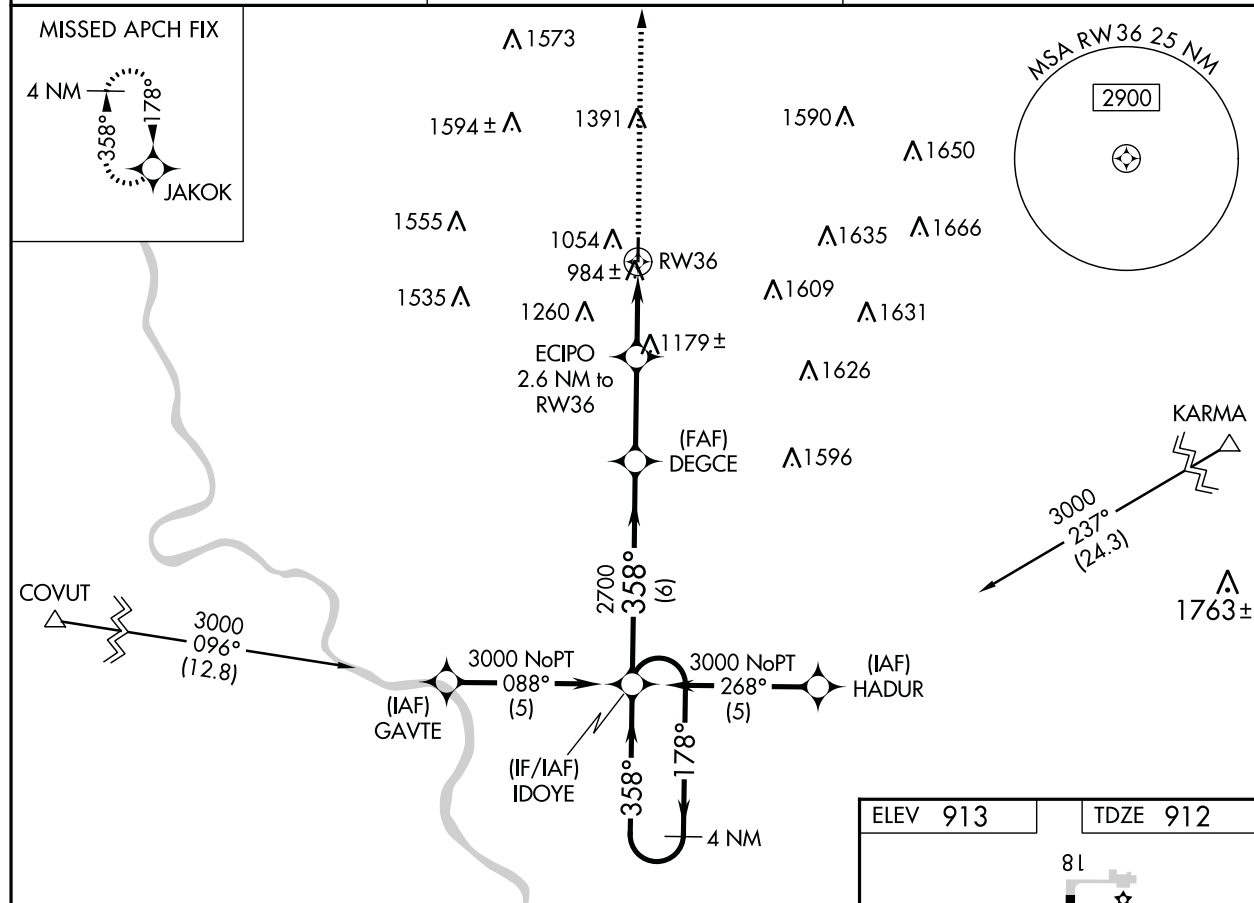 MISSED APCH FIX
4 NM
358°
178°
JAKOK
1573
1594 ±
1391
1590
1650
MSA RW36 25 NM
2900
1555
1054
984 ±
RW36
1635
1666
1535
1260
1609
1631
1179 ±
ECIPO
2.6 NM to
RW36
1626
(FAF)
DEGCE
1596
KARMA
3000
237°
(24.3)
1763 ±
COVUT
3000
096°
(12.8)
2700
358°
(6)
3000 NoPT
088°
(5)
(IAF)
GAVTE
3000 NoPT
268°
(5)
(IAF)
HADUR
(IF/IAF)
IDOYE
358°
178°
4 NM
ELEV 913
TDZE 912
18